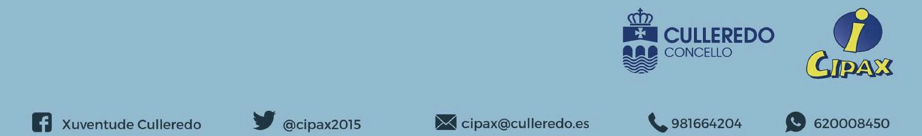 CULLEREDO
CONCELLO
i
CIPAX
Xuventude Culleredo
@cipax2015
cipax@culleredo.es
981664204
620008450